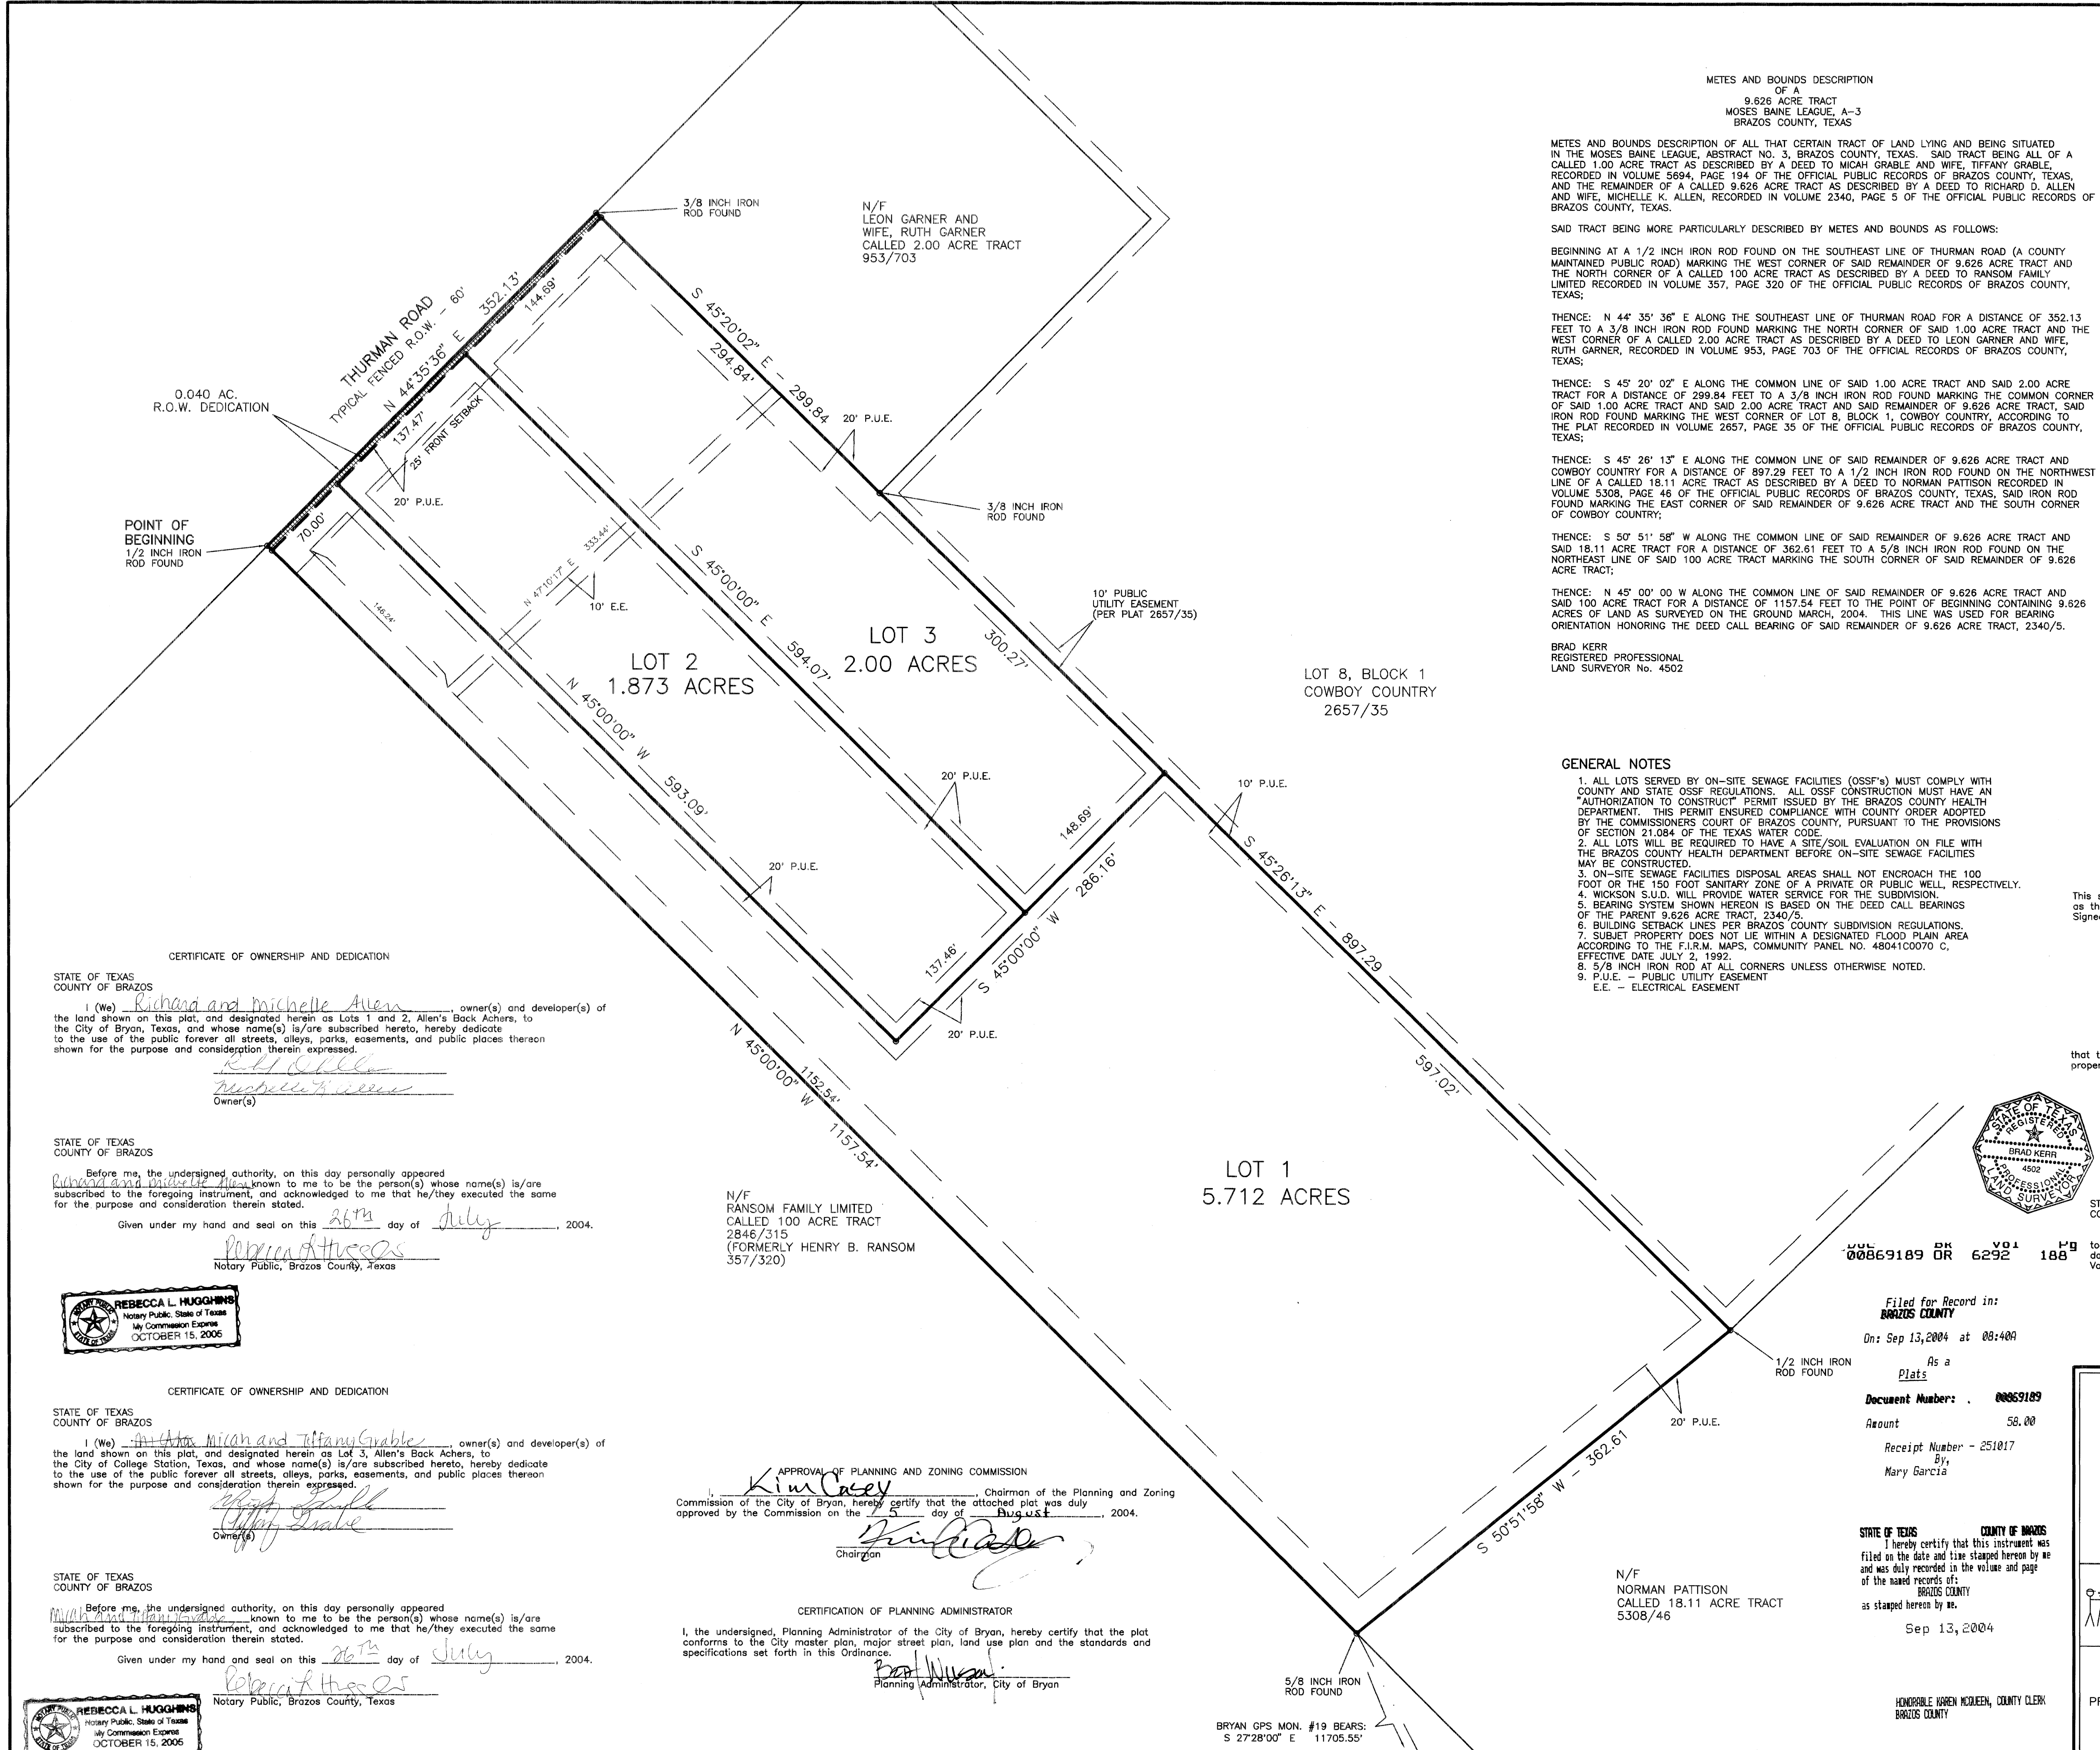 METES AND BOUNDS DESCRIPTION
OF A
9.626 ACRE TRACT
MOSES BAINE LEAGUE, A-3
BRAZOS COUNTY, TEXAS
METES AND BOUNDS DESCRIPTION OF ALL THAT CERTAIN TRACT OF LAND LYING AND BEING SITUATED
IN THE MOSES BAINE LEAGUE, ABSTRACT NO. 3, BRAZOS COUNTY, TEXAS. SAID TRACT BEING ALL OF A
CALLED 1.00 ACRE TRACT AS DESCRIBED BY A DEED TO MICAH GRABLE AND WIFE, TIFFANY GRABLE,
RECORDED IN VOLUME 5694, PAGE 194 OF THE OFFICIAL PUBLIC RECORDS OF BRAZOS COUNTY, TEXAS,
AND THE REMAINDER OF A CALLED 9.626 ACRE TRACT AS DESCRIBED BY A DEED TO RICHARD D. ALLEN
AND WIFE, MICHELLE K. ALLEN, RECORDED IN VOLUME 2340, PAGE 5 OF THE OFFICIAL PUBLIC RECORDS OF
BRAZOS COUNTY, TEXAS.
SAID TRACT BEING MORE PARTICULARLY DESCRIBED BY METES AND BOUNDS AS FOLLOWS:
BEGINNING AT A 1/2 INCH IRON ROD FOUND ON THE SOUTHEAST LINE OF THURMAN ROAD (A COUNTY
MAINTAINED PUBLIC ROAD) MARKING THE WEST CORNER OF SAID REMAINDER OF 9.626 ACRE TRACT AND
THE NORTH CORNER OF A CALLED 100 ACRE TRACT AS DESCRIBED BY A DEED TO RANSOM FAMILY
LIMITED RECORDED IN VOLUME 357, PAGE 320 OF THE OFFICIAL PUBLIC RECORDS OF BRAZOS COUNTY,
TEXAS;
THENCE: N 44° 35' 36" E ALONG THE SOUTHEAST LINE OF THURMAN ROAD FOR A DISTANCE OF 352.13
FEET TO A 3/8 INCH IRON ROD FOUND MARKING THE NORTH CORNER OF SAID 1.00 ACRE TRACT AND THE
WEST CORNER OF A CALLED 2.00 ACRE TRACT AS DESCRIBED BY A DEED TO LEON GARNER AND WIFE,
RUTH GARNER, RECORDED IN VOLUME 953, PAGE 703 OF THE OFFICIAL RECORDS OF BRAZOS COUNTY,
TEXAS;
THENCE: S 45° 20' 02" E ALONG THE COMMON LINE OF SAID 1.00 ACRE TRACT AND SAID 2.00 ACRE
TRACT FOR A DISTANCE OF 299.84 FEET TO A 3/8 INCH IRON ROD FOUND MARKING THE COMMON CORNER
OF SAID 1.00 ACRE TRACT AND SAID 2.00 ACRE TRACT AND SAID REMAINDER OF 9.626 ACRE TRACT, SAID
IRON ROD FOUND MARKING THE WEST CORNER OF LOT 8, BLOCK 1, COWBOY COUNTRY, ACCORDING TO
THE PLAT RECORDED IN VOLUME 2657, PAGE 35 OF THE OFFICIAL PUBLIC RECORDS OF BRAZOS COUNTY,
TEXAS;
THENCE: S 45° 26' 13" E ALONG THE COMMON LINE OF SAID REMAINDER OF 9.626 ACRE TRACT AND
COWBOY COUNTRY FOR A DISTANCE OF 897.29 FEET TO A 1/2 INCH IRON ROD FOUND ON THE NORTHWEST
LINE OF A CALLED 18.11 ACRE TRACT AS DESCRIBED BY A DEED TO NORMAN PATTISON RECORDED IN
VOLUME 5308, PAGE 46 OF THE OFFICIAL PUBLIC RECORDS OF BRAZOS COUNTY, TEXAS, SAID IRON ROD
FOUND MARKING THE EAST CORNER OF SAID REMAINDER OF 9.626 ACRE TRACT AND THE SOUTH CORNER
OF COWBOY COUNTRY;
THENCE: S 50° 51' 58" W ALONG THE COMMON LINE OF SAID REMAINDER OF 9.626 ACRE TRACT AND
SAID 18.11 ACRE TRACT FOR A DISTANCE OF 362.61 FEET TO A 5/8 INCH IRON ROD FOUND ON THE
NORTHEAST LINE OF SAID 100 ACRE TRACT MARKING THE SOUTH CORNER OF SAID REMAINDER OF 9.626
ACRE TRACT;
THENCE: N 45° 00' 00 W ALONG THE COMMON LINE OF SAID REMAINDER OF 9.626 ACRE TRACT AND
SAID 100 ACRE TRACT FOR A DISTANCE OF 1157.54 FEET TO THE POINT OF BEGINNING CONTAINING 9.626
ACRES OF LAND AS SURVEYED ON THE GROUND MARCH, 2004. THIS LINE WAS USED FOR BEARING
ORIENTATION HONORING THE DEED CALL BEARING OF SAID REMAINDER OF 9.626 ACRE TRACT, 2340/5.
BRAD KERR
REGISTERED PROFESSIONAL
LAND SURVEYOR No. 4502
3/8 INCH IRON
ROD FOUND
N/F
LEON GARNER AND
WIFE, RUTH GARNER
CALLED 2.00 ACRE TRACT
953/703
THURMAN ROAD
TYPICAL FENCED R.O.W. - 60'
N 44°35'36" E 352.13'
144.69'
137.47'
70.00'
25' FRONT SETBACK
0.040 AC.
R.O.W. DEDICATION
20' P.U.E.
POINT OF
BEGINNING
1/2 INCH IRON
ROD FOUND
S 45°20'02" E - 299.84
294.84'
20' P.U.E.
3/8 INCH IRON
ROD FOUND
146.24'
N 47°10'17" E 333.44'
10' E.E.
S 45°00'00" E 594.07'
10' PUBLIC
UTILITY EASEMENT
(PER PLAT 2657/35)
300.27'
LOT 3
2.00 ACRES
LOT 2
1.873 ACRES
LOT 8, BLOCK 1
COWBOY COUNTRY
2657/35
N 45°00'00" W 593.09'
20' P.U.E.
20' P.U.E.
10' P.U.E.
148.69'
286.16'
S 45°00'00" W
137.46'
20' P.U.E.
S 45°26'13" E - 897.29
597.02'
N 45°00'00" W 1157.54'
1152.54'
LOT 1
5.712 ACRES
N/F
RANSOM FAMILY LIMITED
CALLED 100 ACRE TRACT
2846/315
(FORMERLY HENRY B. RANSOM
357/320)
1/2 INCH IRON
ROD FOUND
20' P.U.E.
S 50°51'58" W - 362.61
N/F
NORMAN PATTISON
CALLED 18.11 ACRE TRACT
5308/46
5/8 INCH IRON
ROD FOUND
BRYAN GPS MON. #19 BEARS:
S 27°28'00" E 11705.55'
GENERAL NOTES
1. ALL LOTS SERVED BY ON-SITE SEWAGE FACILITIES (OSSF's) MUST COMPLY WITH
COUNTY AND STATE OSSF REGULATIONS. ALL OSSF CONSTRUCTION MUST HAVE AN
"AUTHORIZATION TO CONSTRUCT" PERMIT ISSUED BY THE BRAZOS COUNTY HEALTH
DEPARTMENT. THIS PERMIT ENSURED COMPLIANCE WITH COUNTY ORDER ADOPTED
BY THE COMMISSIONERS COURT OF BRAZOS COUNTY, PURSUANT TO THE PROVISIONS
OF SECTION 21.084 OF THE TEXAS WATER CODE.
2. ALL LOTS WILL BE REQUIRED TO HAVE A SITE/SOIL EVALUATION ON FILE WITH
THE BRAZOS COUNTY HEALTH DEPARTMENT BEFORE ON-SITE SEWAGE FACILITIES
MAY BE CONSTRUCTED.
3. ON-SITE SEWAGE FACILITIES DISPOSAL AREAS SHALL NOT ENCROACH THE 100
FOOT OR THE 150 FOOT SANITARY ZONE OF A PRIVATE OR PUBLIC WELL, RESPECTIVELY.
4. WICKSON S.U.D. WILL PROVIDE WATER SERVICE FOR THE SUBDIVISION.
5. BEARING SYSTEM SHOWN HEREON IS BASED ON THE DEED CALL BEARINGS
OF THE PARENT 9.626 ACRE TRACT, 2340/5.
6. BUILDING SETBACK LINES PER BRAZOS COUNTY SUBDIVISION REGULATIONS.
7. SUBJET PROPERTY DOES NOT LIE WITHIN A DESIGNATED FLOOD PLAIN AREA
ACCORDING TO THE F.I.R.M. MAPS, COMMUNITY PANEL NO. 48041C0070 C,
EFFECTIVE DATE JULY 2, 1992.
8. 5/8 INCH IRON ROD AT ALL CORNERS UNLESS OTHERWISE NOTED.
9. P.U.E. - PUBLIC UTILITY EASEMENT
E.E. - ELECTRICAL EASEMENT
CERTIFICATE OF OWNERSHIP AND DEDICATION
STATE OF TEXAS
COUNTY OF BRAZOS
I (We) Richard and Michelle Allen, owner(s) and developer(s) of
the land shown on this plat, and designated herein as Lots 1 and 2, Allen's Back Achers, to
the City of Bryan, Texas, and whose name(s) is/are subscribed hereto, hereby dedicate
to the use of the public forever all streets, alleys, parks, easements, and public places thereon
shown for the purpose and consideration therein expressed.
Michelle K Allen
Owner(s)
STATE OF TEXAS
COUNTY OF BRAZOS
Before me, the undersigned authority, on this day personally appeared
Richard and Michelle Allen known to me to be the person(s) whose name(s) is/are
subscribed to the foregoing instrument, and acknowledged to me that he/they executed the same
for the purpose and consideration therein stated.
Given under my hand and seal on this 26th day of July, 2004.
Notary Public, Brazos County, Texas
NOTARY PUBLIC
STATE OF TEXAS
REBECCA L. HUGGHINS
Notary Public, State of Texas
My Commission Expires
OCTOBER 15, 2005
CERTIFICATE OF OWNERSHIP AND DEDICATION
STATE OF TEXAS
COUNTY OF BRAZOS
I (We) Micah and Tiffany Grable, owner(s) and developer(s) of
the land shown on this plat, and designated herein as Lot 3, Allen's Back Achers, to
the City of College Station, Texas, and whose name(s) is/are subscribed hereto, hereby dedicate
to the use of the public forever all streets, alleys, parks, easements, and public places thereon
shown for the purpose and consideration therein expressed.
Owner(s)
STATE OF TEXAS
COUNTY OF BRAZOS
Before me, the undersigned authority, on this day personally appeared
Micah and Tiffany Grable known to me to be the person(s) whose name(s) is/are
subscribed to the foregoing instrument, and acknowledged to me that he/they executed the same
for the purpose and consideration therein stated.
Given under my hand and seal on this 26th day of July, 2004.
Notary Public, Brazos County, Texas
REBECCA L. HUGGHINS
Notary Public, State of Texas
My Commission Expires
OCTOBER 15, 2005
APPROVAL OF PLANNING AND ZONING COMMISSION
I, Kim Casey, Chairman of the Planning and Zoning
Commission of the City of Bryan, hereby certify that the attached plat was duly
approved by the Commission on the 5 day of August, 2004.
Kim Casey
Chairman
CERTIFICATION OF PLANNING ADMINISTRATOR
I, the undersigned, Planning Administrator of the City of Bryan, hereby certify that the plat
conforms to the City master plan, major street plan, land use plan and the standards and
specifications set forth in this Ordinance.
Planning Administrator, City of Bryan
STATE OF TEXAS
REGISTERED
BRAD KERR
4502
PROFESSIONAL
LAND SURVEYOR
Doc Bk Vol Pg
00869189 OR 6292 188
Filed for Record in:
BRAZOS COUNTY
On: Sep 13,2004 at 08:40A
As a
Plats
Document Number: 00869189
Amount 58.00
Receipt Number - 251017
By,
Mary Garcia
STATE OF TEXAS COUNTY OF BRAZOS
I hereby certify that this instrument was
filed on the date and time stamped hereon by me
and was duly recorded in the volume and page
of the named records of:
BRAZOS COUNTY
as stamped hereon by me.
Sep 13,2004
HONORABLE KAREN MCQUEEN, COUNTY CLERK
BRAZOS COUNTY
This
as th
Signe
that t
proper